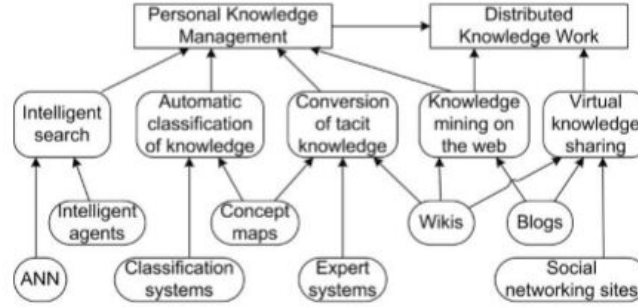 Personal Knowledge
Management
Distributed
Knowledge Work
Intelligent
search
Automatic
classification
of knowledge
Conversion
of tacit
knowledge
Knowledge
mining on
the web
Virtual
knowledge
sharing
Intelligent
agents
Concept
maps
Wikis
Blogs
ANN
Classification
systems
Expert
systems
Social
networking sites